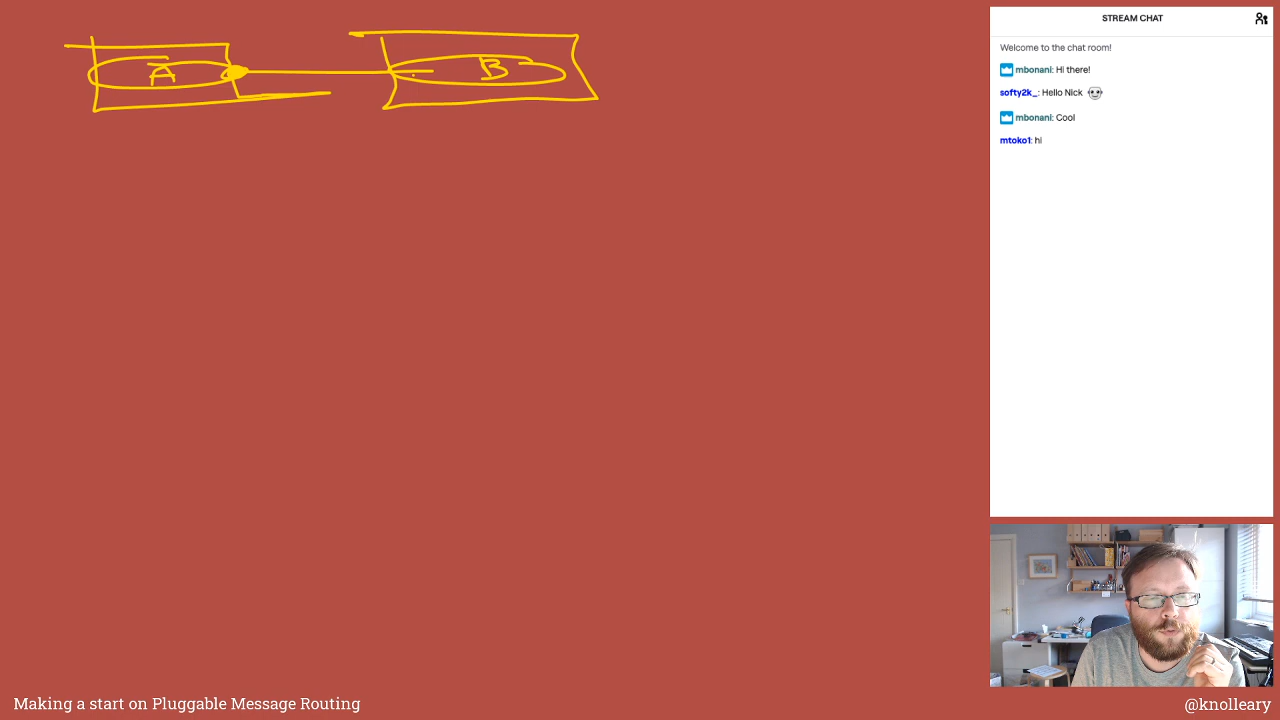 A
B
STREAM CHAT
Welcome to the chat room!
mbonani: Hi there!
softy2k_: Hello Nick
mbonani: Cool
mtoko1: hi
Making a start on Pluggable Message Routing
@knolleary